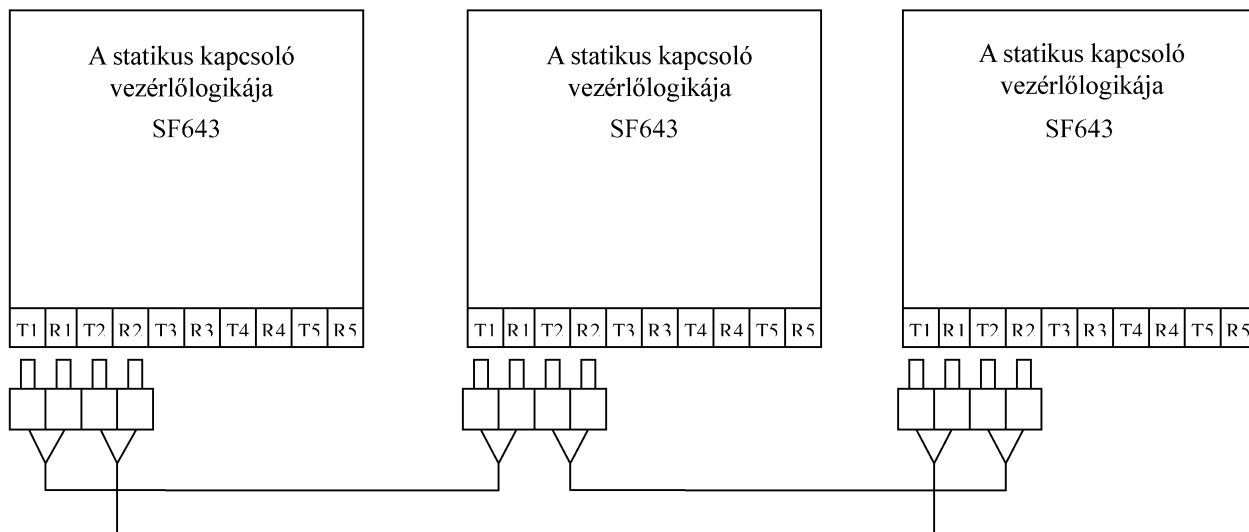 A statikus kapcsoló
vezérlőlogikája
SF643
T1 R1 T2 R2 T3 R3 T4 R4 T5 R5
A statikus kapcsoló
vezérlőlogikája
SF643
T1 R1 T2 R2 T3 R3 T4 R4 T5 R5
A statikus kapcsoló
vezérlőlogikája
SF643
T1 R1 T2 R2 T3 R3 T4 R4 T5 R5